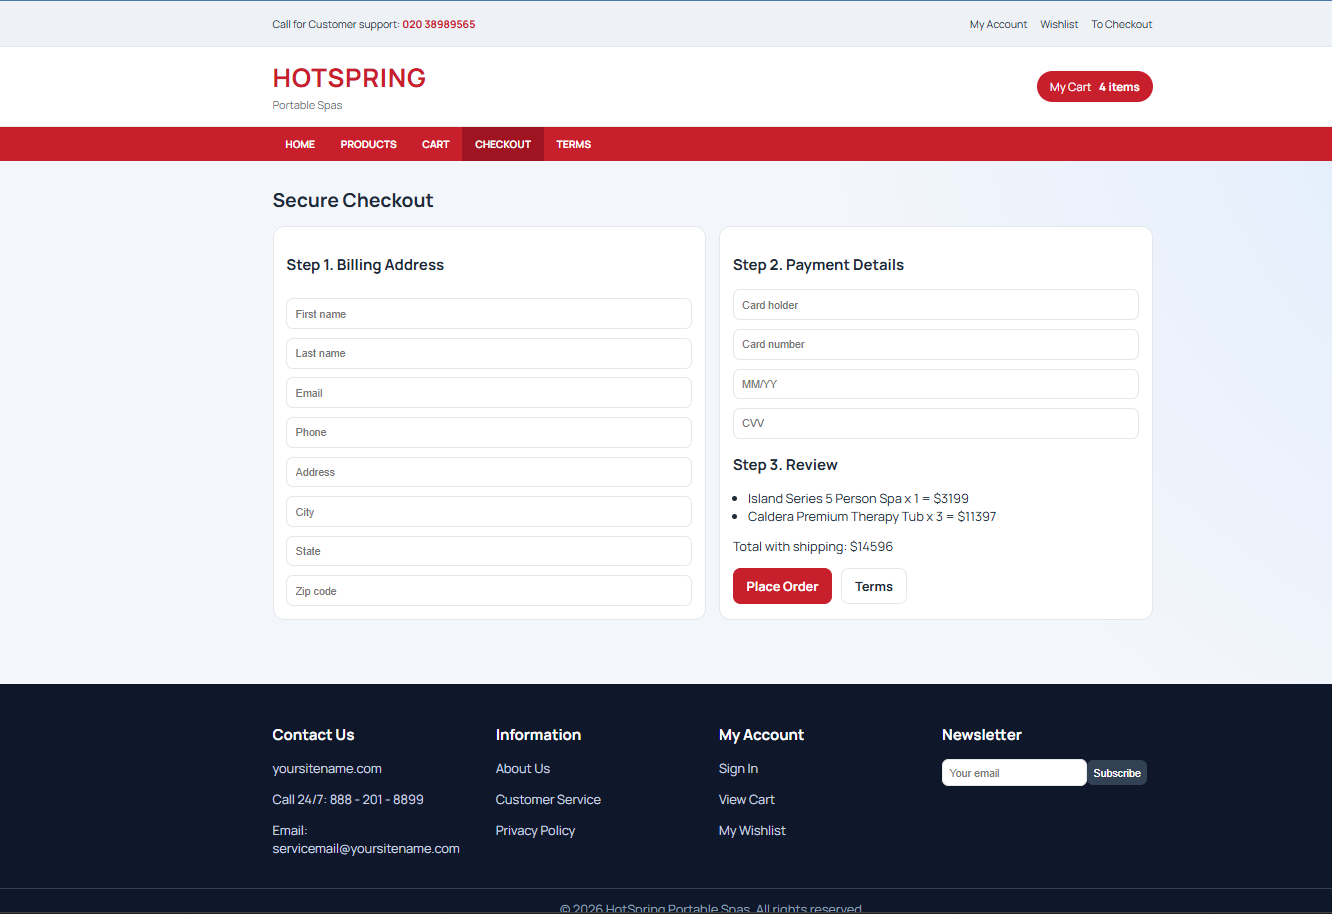 Call for Customer support: 020 38989565
My Account Wishlist To Checkout
HOTSPRING
Portable Spas
My Cart 4 items
HOME PRODUCTS CART CHECKOUT TERMS
Secure Checkout
Step 1. Billing Address
First name
Last name
Email
Phone
Address
City
State
Zip code
Step 2. Payment Details
Card holder
Card number
MM/YY
CVV
Step 3. Review
Island Series 5 Person Spa x 1 = $3199
Caldera Premium Therapy Tub x 3 = $11397
Total with shipping: $14596
Place Order Terms
Contact Us
yoursitename.com
Call 24/7: 888 - 201 - 8899
Email:
servicemail@yoursitename.com
Information
About Us
Customer Service
Privacy Policy
My Account
Sign In
View Cart
My Wishlist
Newsletter
Your email Subscribe
© 2026 HotSpring Portable Spas. All rights reserved.